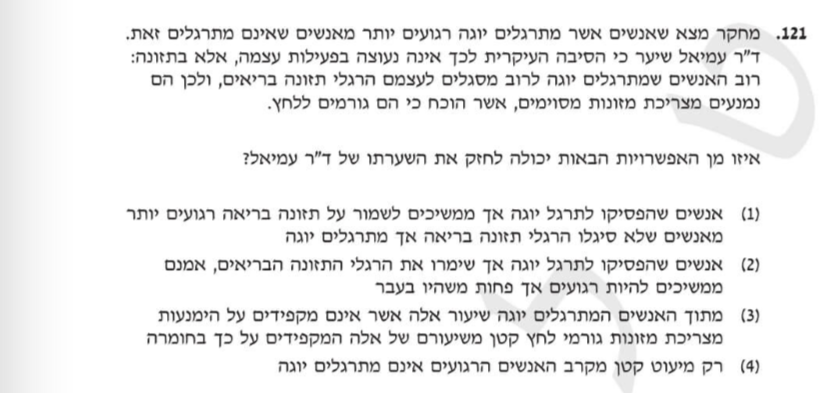 121. מחקר מצא שאנשים אשר מתרגלים יוגה רגועים יותר מאנשים שאינם מתרגלים זאת.
ד"ר עמיאל שיער כי הסיבה העיקרית לכך אינה נעוצה בפעילות עצמה, אלא בתזונה:
רוב האנשים שמתרגלים יוגה לרוב מסגלים לעצמם הרגלי תזונה בריאים, ולכן הם
נמנעים מצריכת מזונות מסוימים, אשר הוכח כי הם גורמים ללחץ.
איזו מן האפשרויות הבאות יכולה לחזק את השערתו של ד"ר עמיאל?
(1) אנשים שהפסיקו לתרגל יוגה אך ממשיכים לשמור על תזונה בריאה רגועים יותר
מאנשים שלא סיגלו הרגלי תזונה בריאה אך מתרגלים יוגה
(2) אנשים שהפסיקו לתרגל יוגה אך שימרו את הרגלי התזונה הבריאים, אמנם
ממשיכים להיות רגועים אך פחות משהיו בעבר
(3) מתוך האנשים המתרגלים יוגה שיעור אלה אשר אינם מקפידים על הימנעות
מצריכת מזונות גורמי לחץ קטן משיעורם של אלה המקפידים על כך בחומרה
(4) רק מיעוט קטן מקרב האנשים הרגועים אינם מתרגלים יוגה